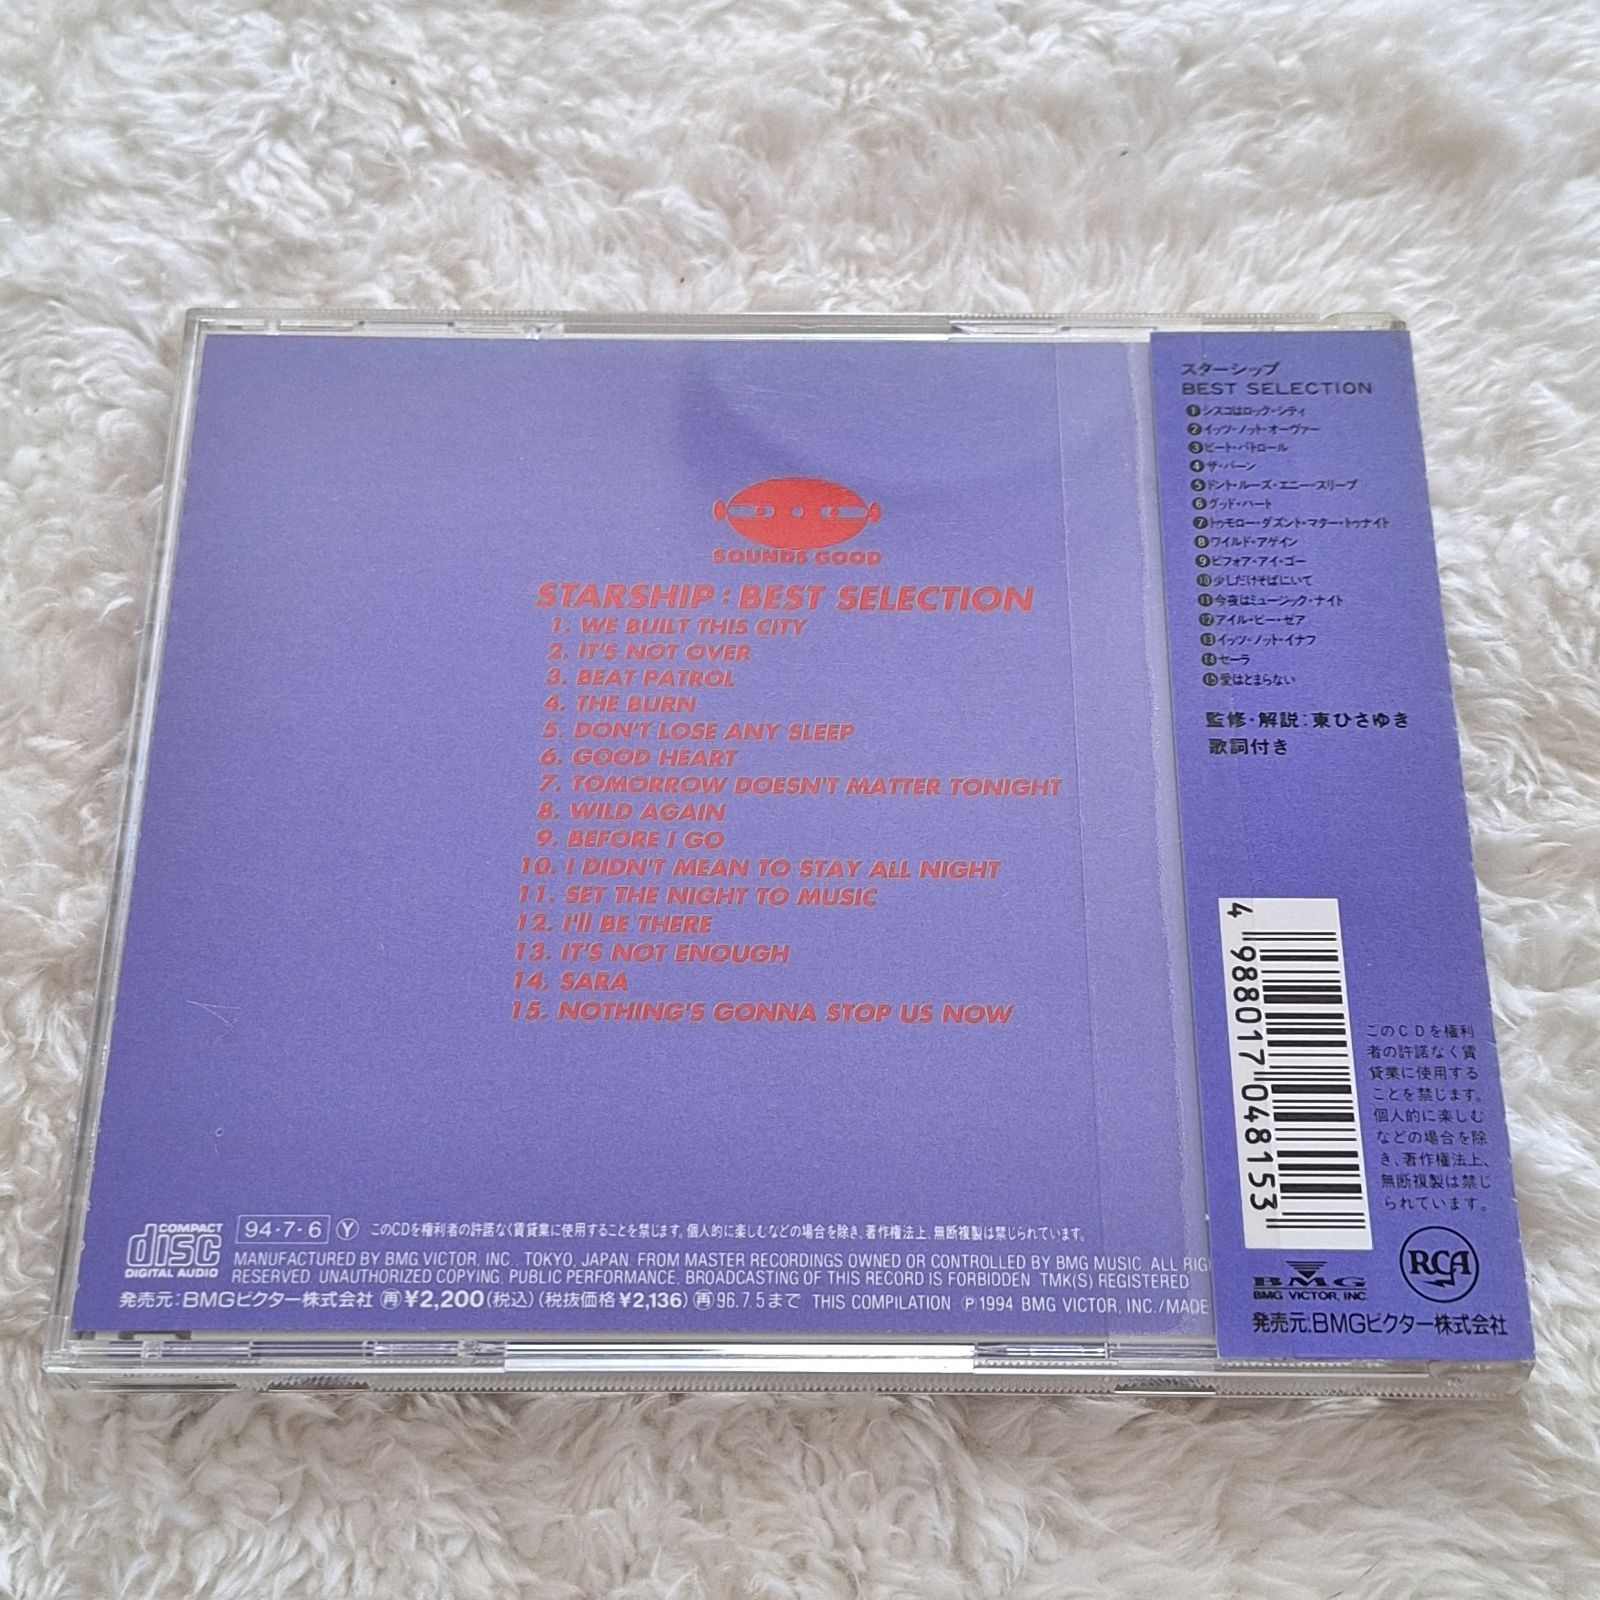 SOUNDS GOOD
STARSHIP : BEST SELECTION
1. WE BUILT THIS CITY
2. IT'S NOT OVER
3. BEAT PATROL
4. THE BURN
5. DON'T LOSE ANY SLEEP
6. GOOD HEART
7. TOMORROW DOESN'T MATTER TONIGHT
8. WILD AGAIN
9. BEFORE I GO
10. I DIDN'T MEAN TO STAY ALL NIGHT
11. SET THE NIGHT TO MUSIC
12. I'll BE THERE
13. IT'S NOT ENOUGH
14. SARA
15. NOTHING'S GONNA STOP US NOW
COMPACT
disc
DIGITAL AUDIO
94・7・6 Y このCDを権利者の許諾なく賃貸業に使用することを禁じます。個人的に楽しむなどの場合を除き、著作権法上、無断複製は禁じられています。
MANUFACTURED BY BMG VICTOR, INC., TOKYO, JAPAN. FROM MASTER RECORDINGS OWNED OR CONTROLLED BY BMG MUSIC. ALL
RESERVED. UNAUTHORIZED COPYING, PUBLIC PERFORMANCE, BROADCASTING OF THIS RECORD IS FORBIDDEN. TMK(S) REGISTERED
発売元:BMGビクター株式会社 ㊢¥2,200(税込)(税抜価格¥2,136) ㊢96.7.5まで THIS COMPILATION ℗1994 BMG VICTOR, INC./MADE
スターシップ
BEST SELECTION
❶シスコはロック・シティ
❷イッツ・ノット・オーヴァー
❸ビート・パトロール
❹ザ・バーン
❺ドント・ルーズ・エニー・スリープ
❻グッド・ハート
❼トゥモロー・ダズント・マター・トゥナイト
❽ワイルド・アゲイン
❾ビフォア・アイ・ゴー
❿少しだけそばにいて
⓫今夜はミュージック・ナイト
⓬アイル・ビー・ゼア
⓭イッツ・ノット・イナフ
⓮セーラ
⓯愛はとまらない
監修・解説:東ひさゆき
歌詞付き
4 988017 048153
このCDを権利
者の許諾なく賃
貸業に使用する
ことを禁じます。
個人的に楽しむ
などの場合を除
き、著作権法上、
無断複製は禁じ
られています。
BMG
BMG VICTOR, INC.
RCA
発売元:BMGビクター株式会社